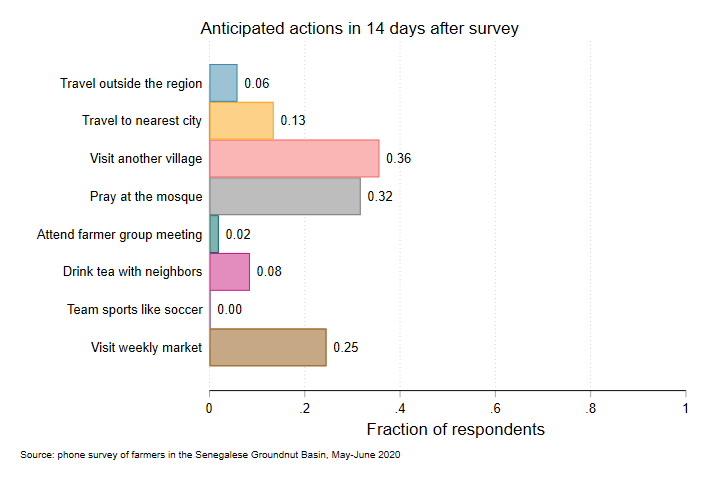 Anticipated actions in 14 days after survey
Travel outside the region 0.06
Travel to nearest city 0.13
Visit another village 0.36
Pray at the mosque 0.32
Attend farmer group meeting 0.02
Drink tea with neighbors 0.08
Team sports like soccer 0.00
Visit weekly market 0.25
0 .2 .4 .6 .8 1
Fraction of respondents
Source: phone survey of farmers in the Senegalese Groundnut Basin, May-June 2020